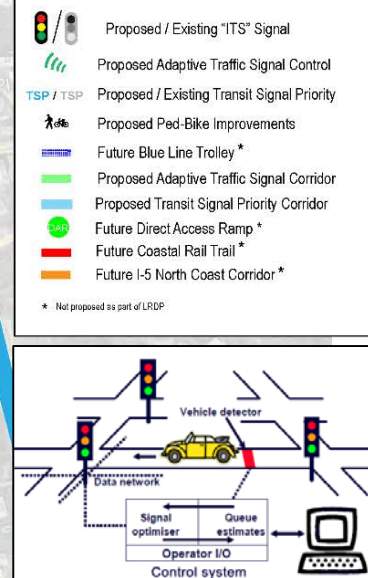 Proposed / Existing "ITS" Signal
Proposed Adaptive Traffic Signal Control
TSP / TSP Proposed / Existing Transit Signal Priority
Proposed Ped-Bike Improvements
Future Blue Line Trolley *
Proposed Adaptive Traffic Signal Corridor
Proposed Transit Signal Priority Corridor
DAR Future Direct Access Ramp *
Future Coastal Rail Trail *
Future I-5 North Coast Corridor *
* Not proposed as part of LRDP
Vehicle detector
Data network
Signal optimiser
Queue estimates
Operator I/O
Control system